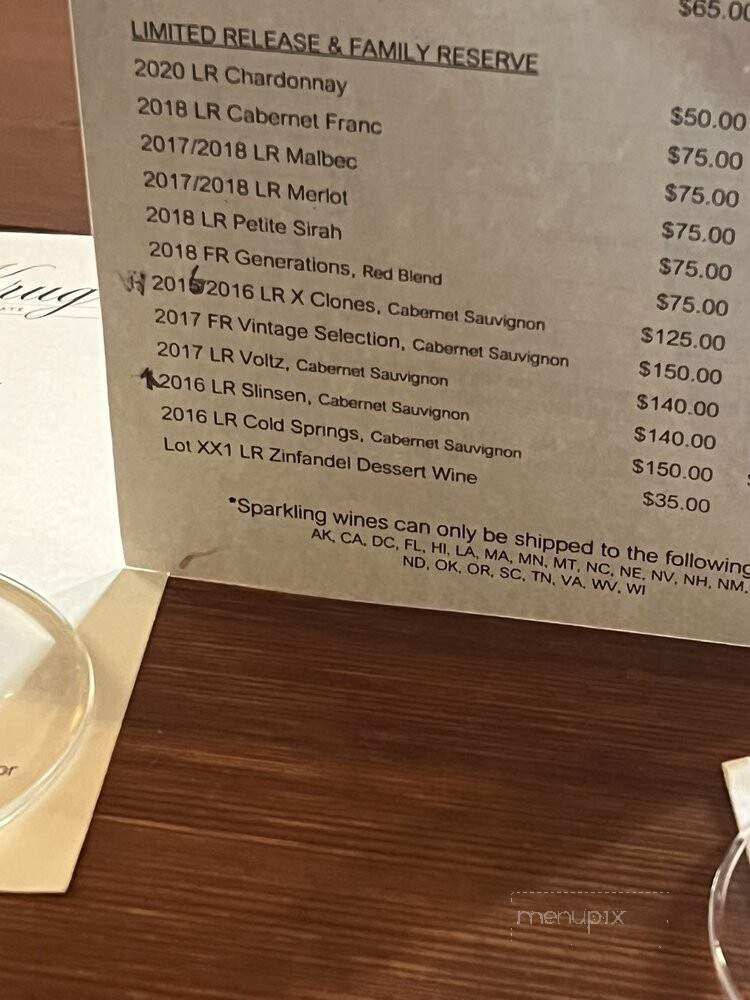 $65.00
LIMITED RELEASE & FAMILY RESERVE
2020 LR Chardonnay $50.00
2018 LR Cabernet Franc $75.00
2017/2018 LR Malbec $75.00
2017/2018 LR Merlot $75.00
2018 LR Petite Sirah $75.00
2018 FR Generations, Red Blend $75.00
2016 2016 LR X Clones, Cabernet Sauvignon $125.00
2017 FR Vintage Selection, Cabernet Sauvignon $150.00
2017 LR Voltz, Cabernet Sauvignon $140.00
2016 LR Slinsen, Cabernet Sauvignon $140.00
2016 LR Cold Springs, Cabernet Sauvignon $150.00
Lot XX1 LR Zinfandel Dessert Wine $35.00
*Sparkling wines can only be shipped to the following
AK, CA, DC, FL, HI, LA, MA, MN, MT, NC, NE, NV, NH, NM,
ND, OK, OR, SC, TN, VA, WV, WI
Krug
or
menupix